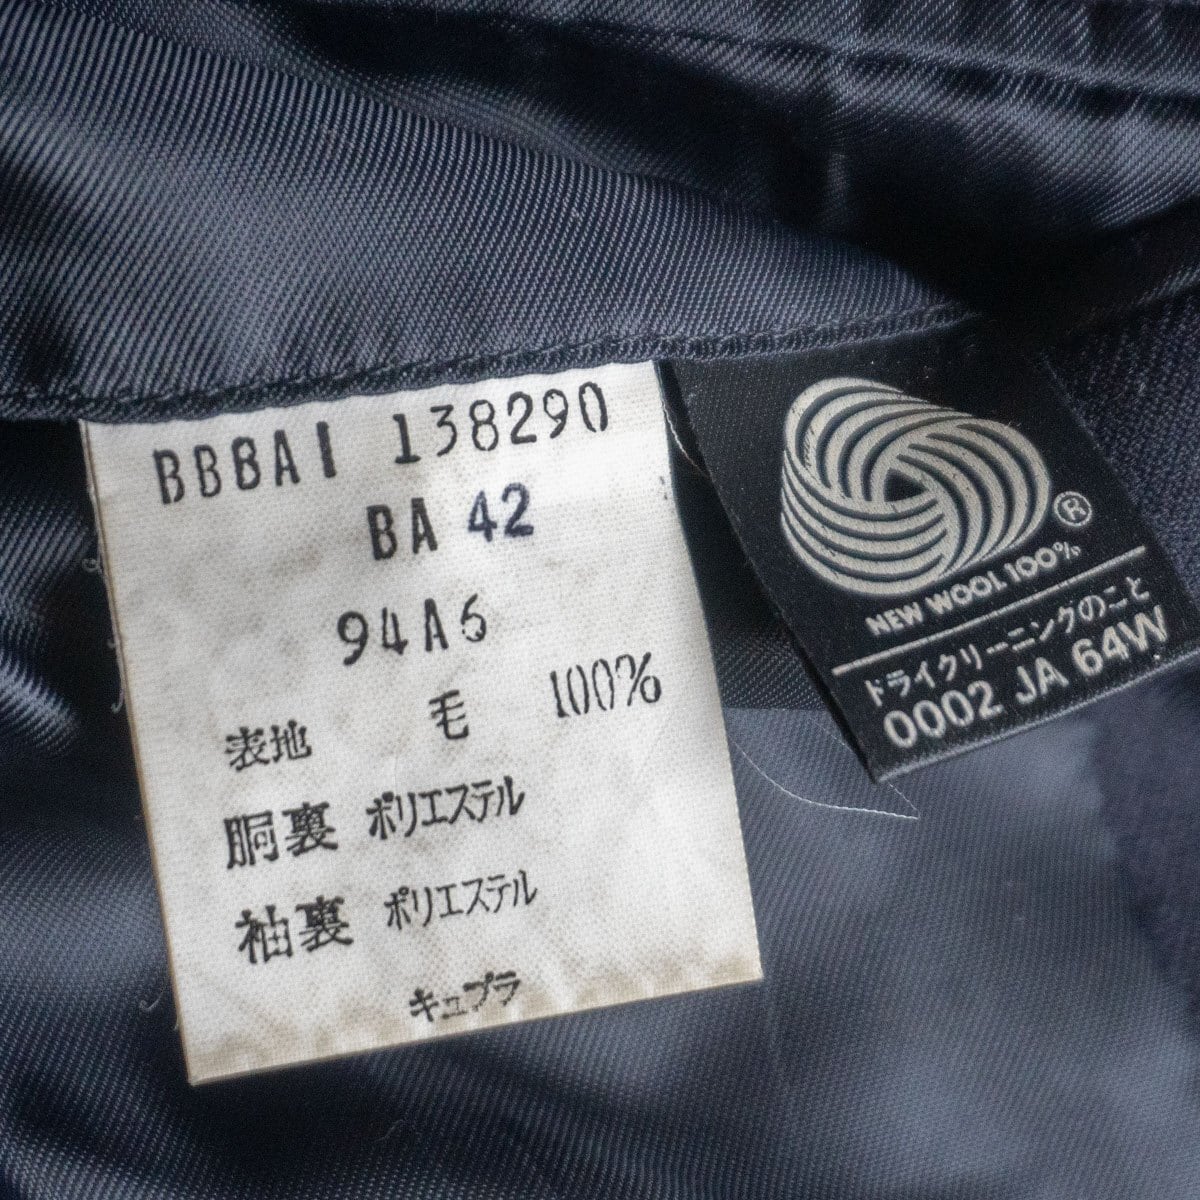 BBBA1 138290
BA 42
94A6
表地 毛 100%
胴裏 ポリエステル
袖裏 ポリエステル
キュプラ
®
NEW WOOL 100%
ドライクリーニングのこと
0002 JA 64W